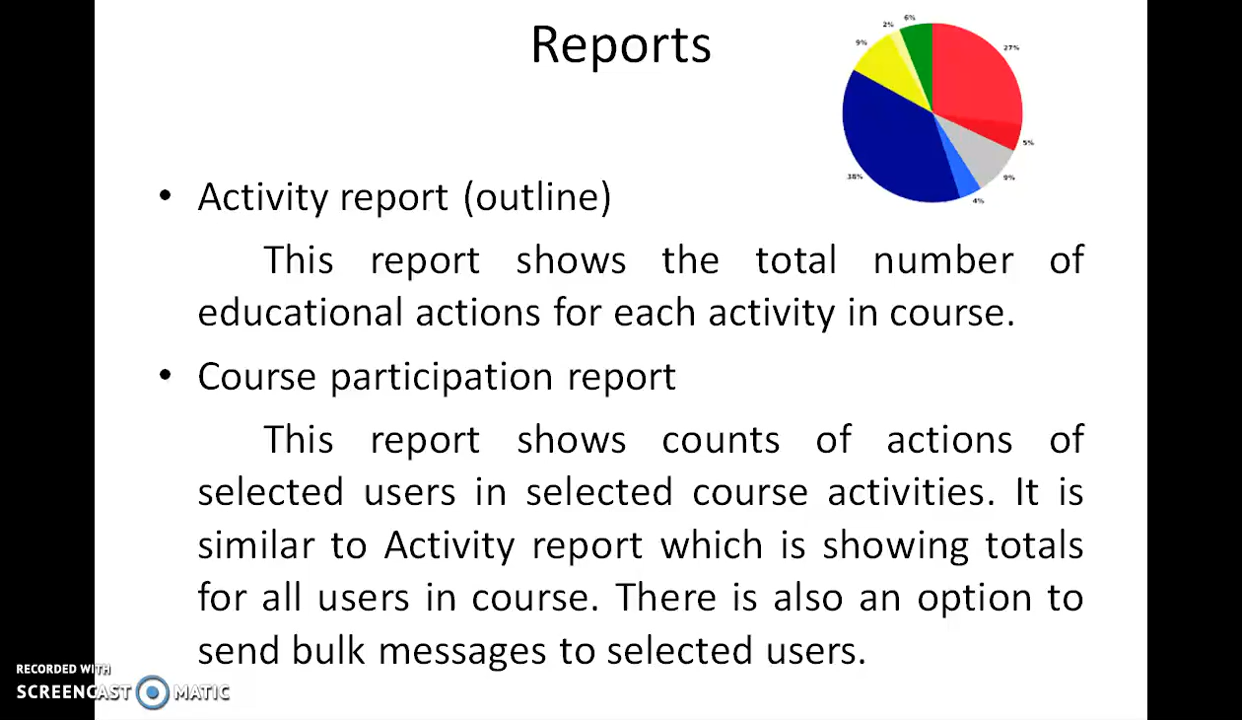 Reports
6%
2%
9%
27%
5%
9%
4%
38%
• Activity report (outline)
This report shows the total number of
educational actions for each activity in course.
• Course participation report
This report shows counts of actions of
selected users in selected course activities. It is
similar to Activity report which is showing totals
for all users in course. There is also an option to
send bulk messages to selected users.
RECORDED WITH
SCREENCAST MATIC